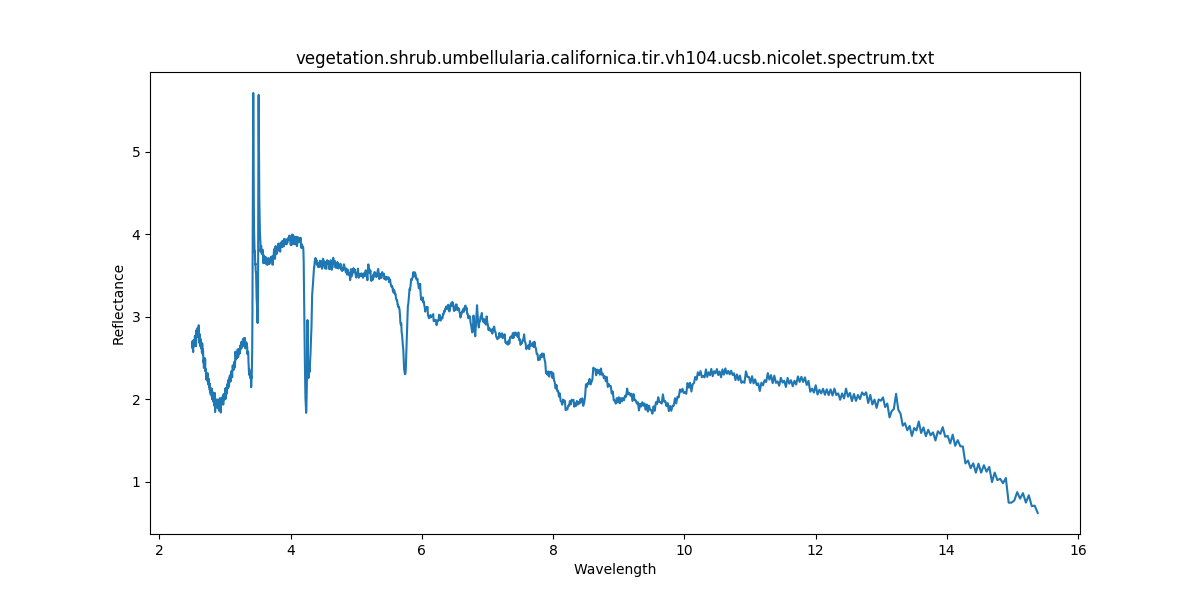 vegetation.shrub.umbellularia.californica.tir.vh104.ucsb.nicolet.spectrum.txt
5
4
3
2
1
Reflectance
2 4 6 8 10 12 14 16
Wavelength